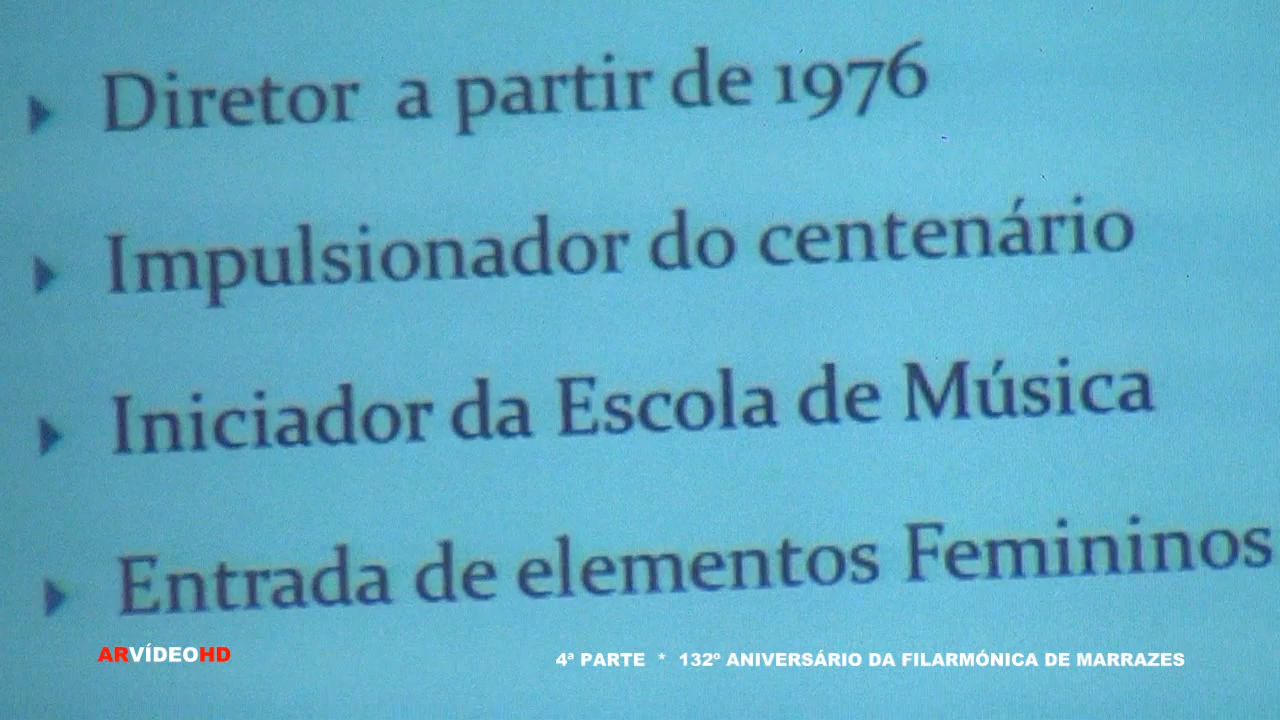 Diretor a partir de 1976
Impulsionador do centenário
Iniciador da Escola de Música
Entrada de elementos Femininos
ARVÍDEOHD
4ª PARTE * 132º ANIVERSÁRIO DA FILARMÓNICA DE MARRAZES